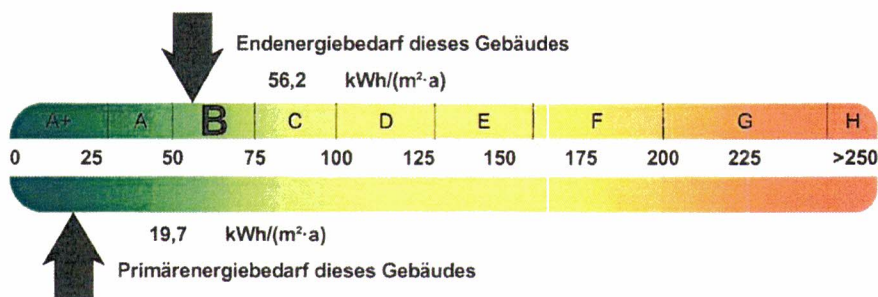 Endenergiebedarf dieses Gebäudes
56,2 kWh/(m²·a)
A+ A B C D E F G H
0 25 50 75 100 125 150 175 200 225 >250
19,7 kWh/(m²·a)
Primärenergiebedarf dieses Gebäudes